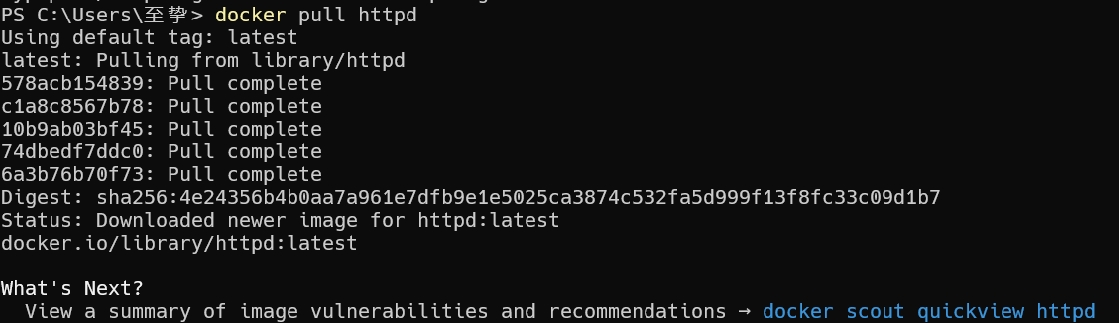 PS C:\Users\至挚> docker pull httpd
Using default tag: latest
latest: Pulling from library/httpd
578acb154839: Pull complete
c1a8c8567b78: Pull complete
10b9ab03bf45: Pull complete
74dbedf7ddc0: Pull complete
6a3b76b70f73: Pull complete
Digest: sha256:4e24356b4b0aa7a961e7dfb9e1e5025ca3874c532fa5d999f13f8fc33c09d1b7
Status: Downloaded newer image for httpd:latest
docker.io/library/httpd:latest
What's Next?
View a summary of image vulnerabilities and recommendations → docker scout quickview httpd